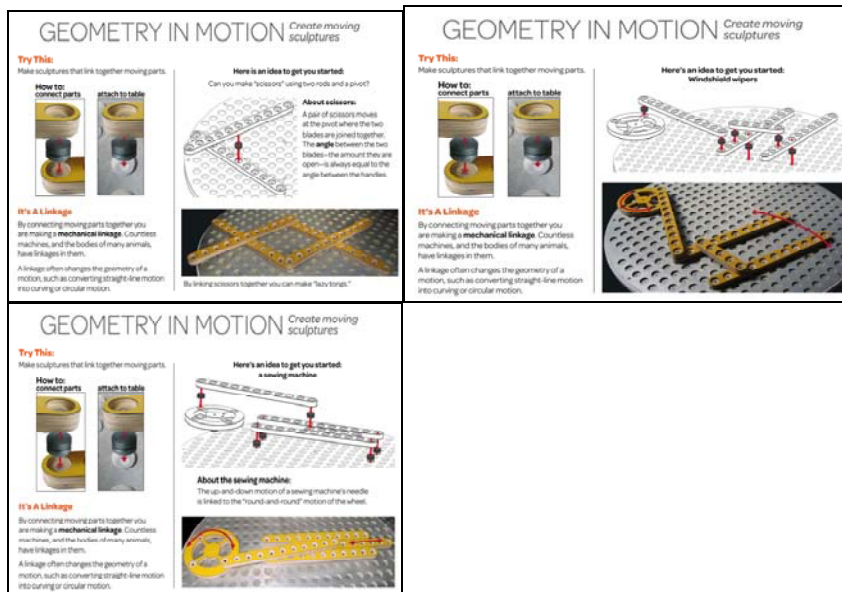 GEOMETRY IN MOTION Create moving
sculptures
Try This:
Make sculptures that link together moving parts.
How to:
connect parts attach to table
It's A Linkage
By connecting moving parts together you
are making a mechanical linkage. Countless
machines, and the bodies of many animals,
have linkages in them.
A linkage often changes the geometry of a
motion, such as converting straight-line motion
into curving or circular motion.
Here is an idea to get you started:
Can you make "scissors" using two rods and a pivot?
About scissors:
A pair of scissors moves
at the pivot where the two
blades are joined together.
The angle between the two
blades—the amount they are
open—is always equal to the
angle between the handles.
By linking scissors together you can make "lazy tongs."
GEOMETRY IN MOTION Create moving
sculptures
Try This:
Make sculptures that link together moving parts.
How to:
connect parts attach to table
It's A Linkage
By connecting moving parts together you
are making a mechanical linkage. Countless
machines, and the bodies of many animals,
have linkages in them.
A linkage often changes the geometry of a
motion, such as converting straight-line motion
into curving or circular motion.
Here's an idea to get you started:
Windshield wipers
GEOMETRY IN MOTION Create moving
sculptures
Try This:
Make sculptures that link together moving parts.
How to:
connect parts attach to table
It's A Linkage
By connecting moving parts together you
are making a mechanical linkage. Countless
machines, and the bodies of many animals,
have linkages in them.
A linkage often changes the geometry of a
motion, such as converting straight-line motion
into curving or circular motion.
Here's an idea to get you started:
a sewing machine
About the sewing machine:
The up-and-down motion of a sewing machine's needle
is linked to the "round-and-round" motion of the wheel.